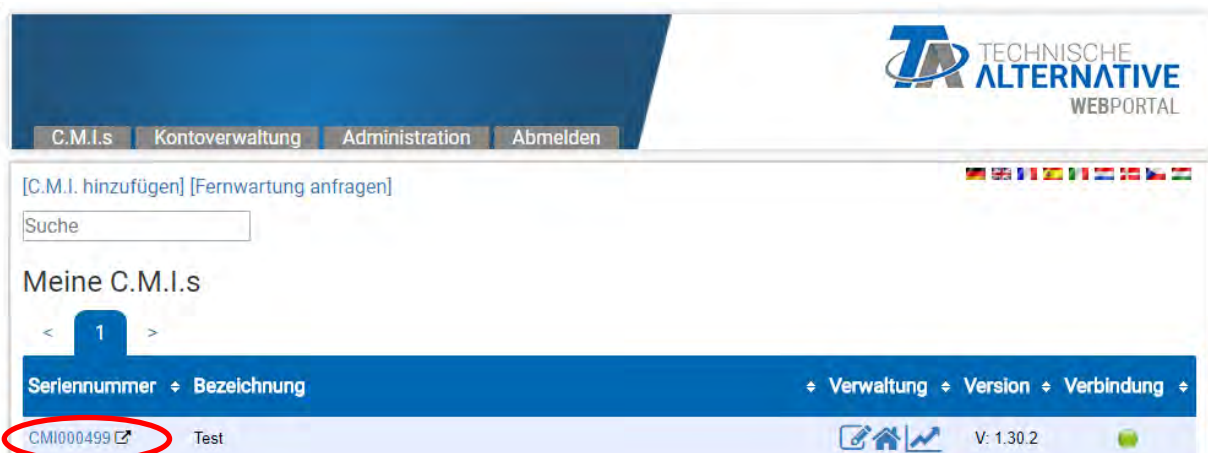 TECHNISCHE
ALTERNATIVE
WEBPORTAL
C.M.I.s Kontoverwaltung Administration Abmelden
[C.M.I. hinzufügen] [Fernwartung anfragen]
Suche
Meine C.M.I.s
< 1 >
Seriennummer Bezeichnung Verwaltung Version Verbindung
CMI000499 Test V: 1.30.2